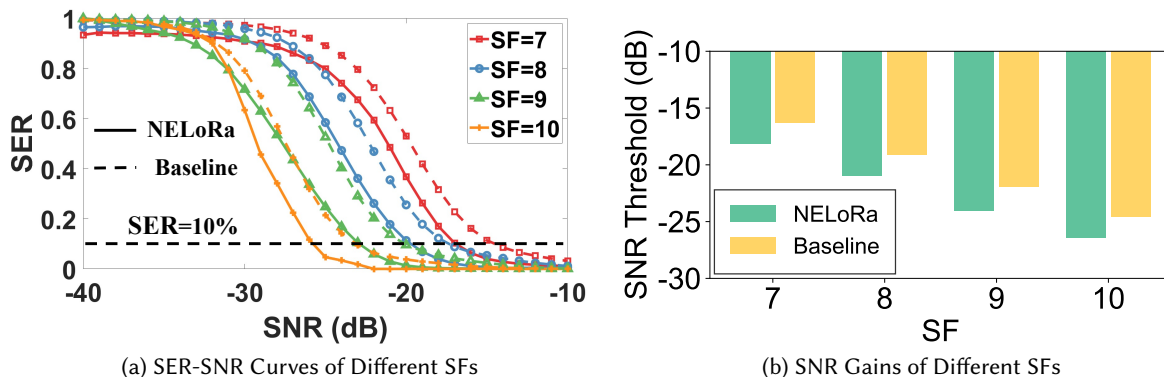 1
0.8
0.6
0.4
0.2
0
SER
-40
-30
-20
-10
SNR (dB)
SF=7
SF=8
SF=9
SF=10
NELoRa
Baseline
SER=10%
(a) SER-SNR Curves of Different SFs
-10
-15
-20
-25
-30
SNR Threshold (dB)
NELoRa
Baseline
7
8
9
10
SF
(b) SNR Gains of Different SFs